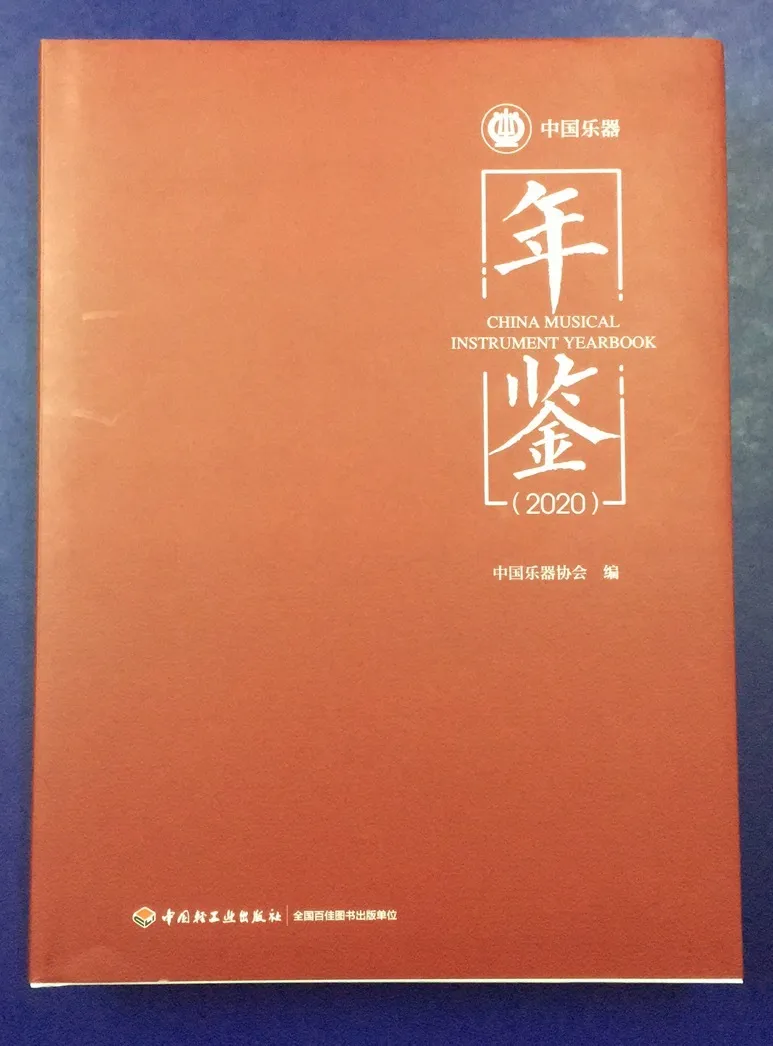 中国乐器
年
CHINA MUSICAL
INSTRUMENT YEARBOOK
鉴
(2020)
中国乐器协会 编
中国轻工业出版社 全国百佳图书出版单位